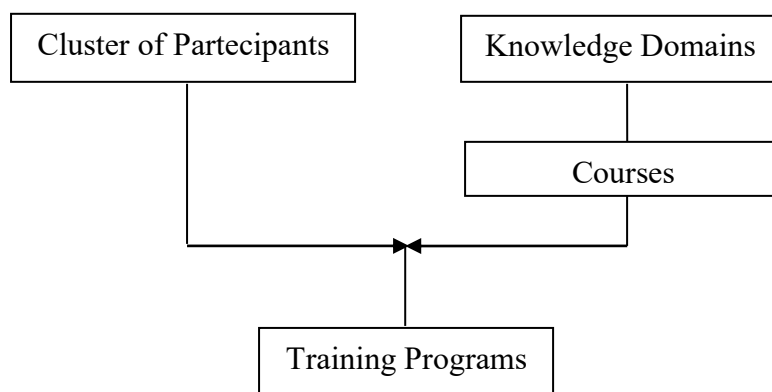 Cluster of Partecipants
Knowledge Domains
Courses
Training Programs